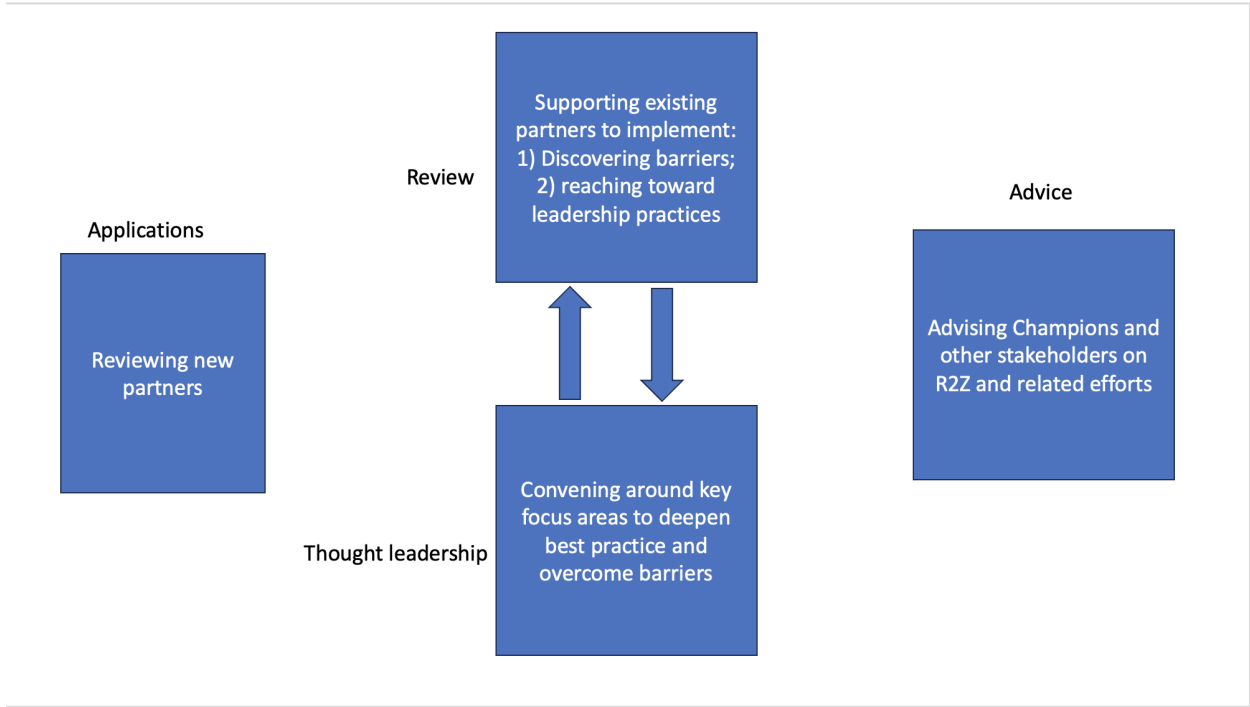 Applications
Reviewing new
partners
Review
Supporting existing
partners to implement:
1) Discovering barriers;
2) reaching toward
leadership practices
Thought leadership
Convening around key
focus areas to deepen
best practice and
overcome barriers
Advice
Advising Champions and
other stakeholders on
R2Z and related efforts